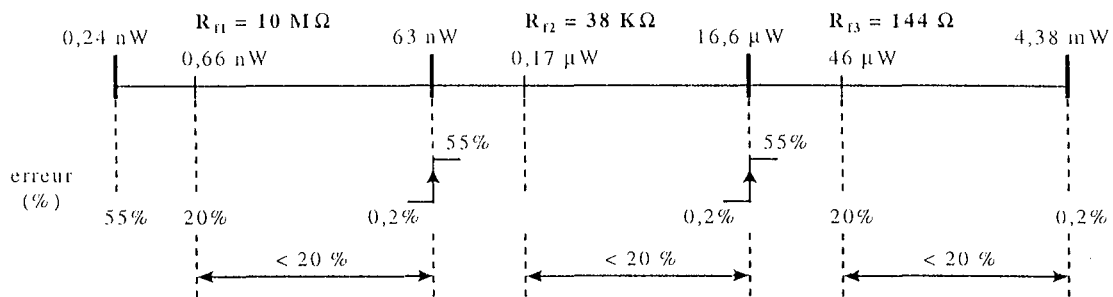 R_f1 = 10 MΩ R_f2 = 38 KΩ R_f3 = 144 Ω
0,24 nW 63 nW 16,6 µW 4,38 mW
0,66 nW 0,17 µW 46 µW
55% 55%
erreur
(%)
55% 20% 0,2% 0,2% 20% 0,2%
< 20 % < 20 % < 20 %